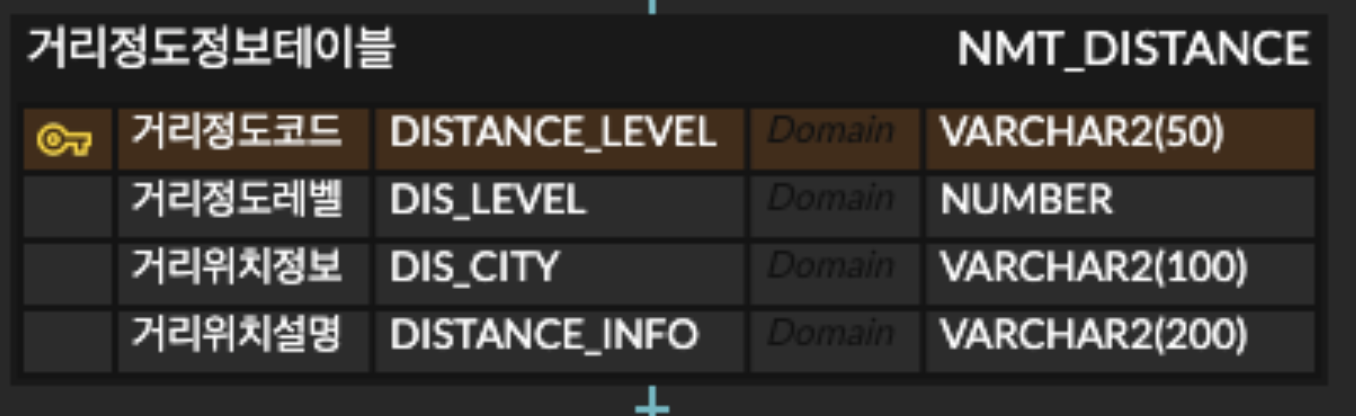 거리정도정보테이블 NMT_DISTANCE
거리정도코드 DISTANCE_LEVEL Domain VARCHAR2(50)
거리정도레벨 DIS_LEVEL Domain NUMBER
거리위치정보 DIS_CITY Domain VARCHAR2(100)
거리위치설명 DISTANCE_INFO Domain VARCHAR2(200)